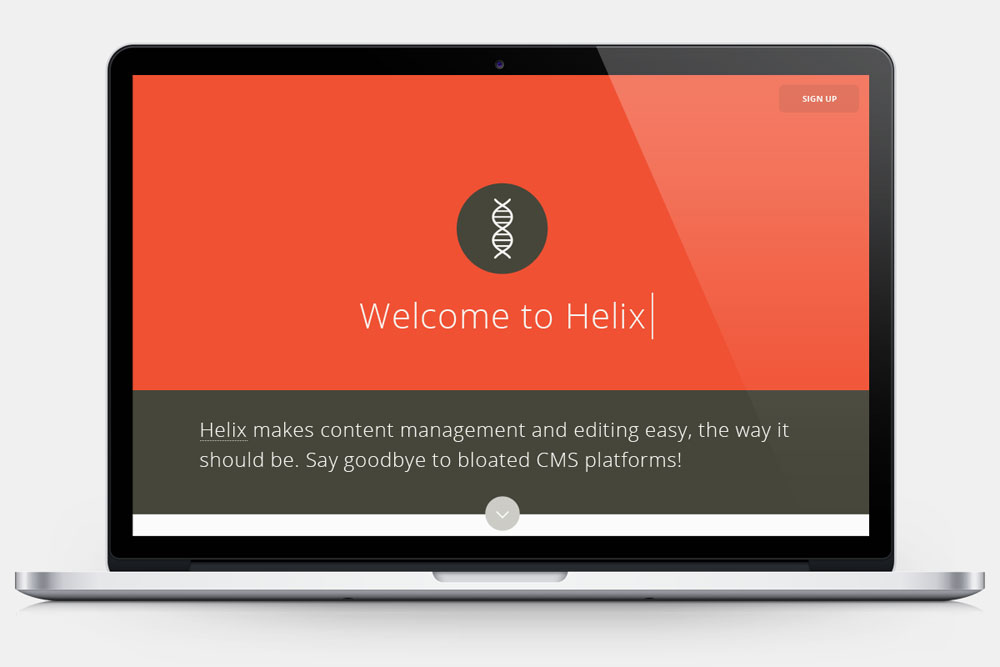 SIGN UP
Welcome to Helix
Helix makes content management and editing easy, the way it
should be. Say goodbye to bloated CMS platforms!